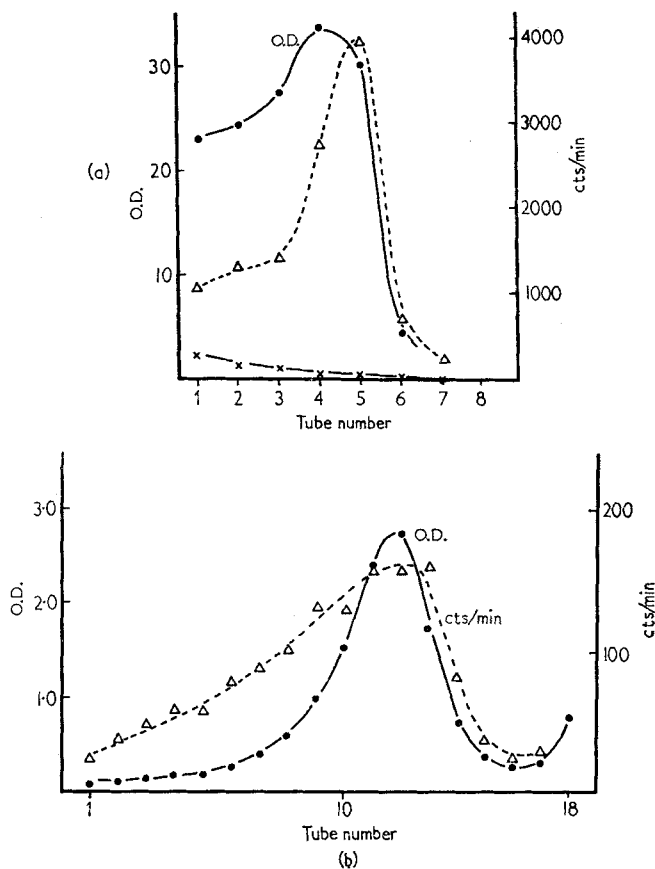 O.D.
30
20
10
(a)
O.D.
4000
3000
2000
1000
cts/min
1 2 3 4 5 6 7 8
Tube number
3·0
2·0
1·0
O.D.
O.D.
cts/min
200
100
cts/min
1 10 18
Tube number
(b)